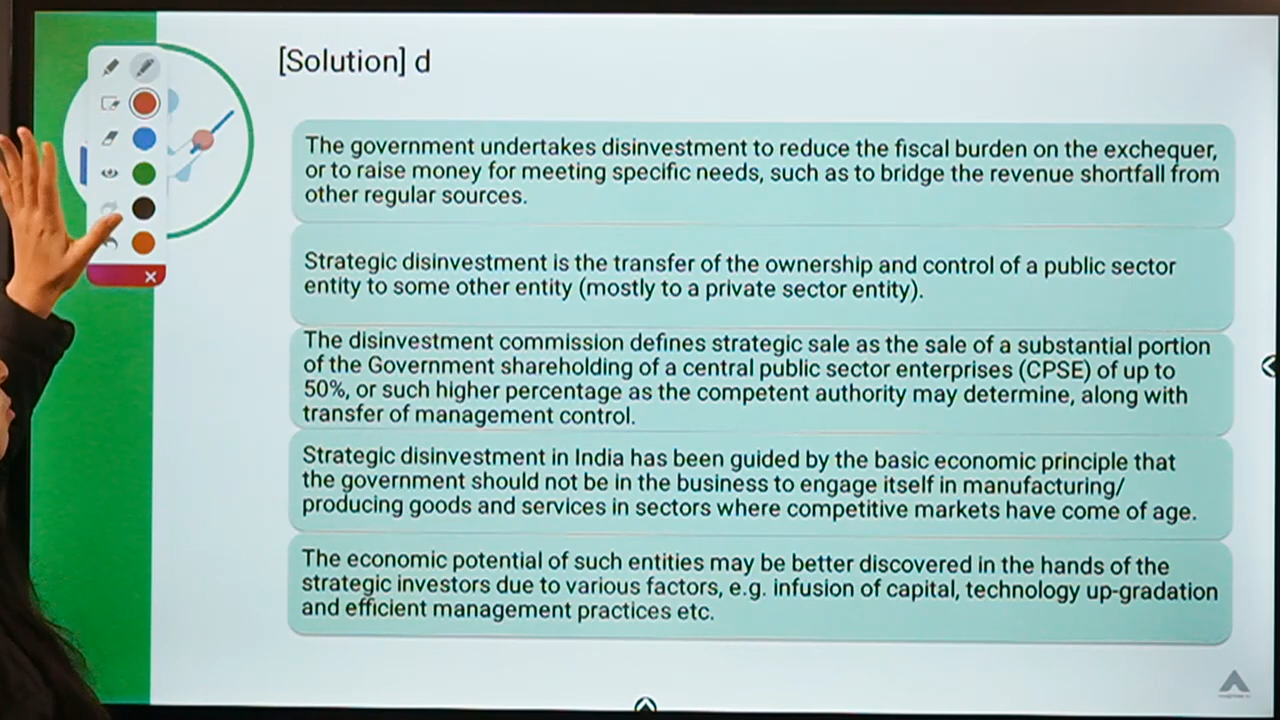 [Solution] d
The government undertakes disinvestment to reduce the fiscal burden on the exchequer,
or to raise money for meeting specific needs, such as to bridge the revenue shortfall from
other regular sources.
Strategic disinvestment is the transfer of the ownership and control of a public sector
entity to some other entity (mostly to a private sector entity).
The disinvestment commission defines strategic sale as the sale of a substantial portion
of the Government shareholding of a central public sector enterprises (CPSE) of up to
50%, or such higher percentage as the competent authority may determine, along with
transfer of management control.
Strategic disinvestment in India has been guided by the basic economic principle that
the government should not be in the business to engage itself in manufacturing/
producing goods and services in sectors where competitive markets have come of age.
The economic potential of such entities may be better discovered in the hands of the
strategic investors due to various factors, e.g. infusion of capital, technology up-gradation
and efficient management practices etc.